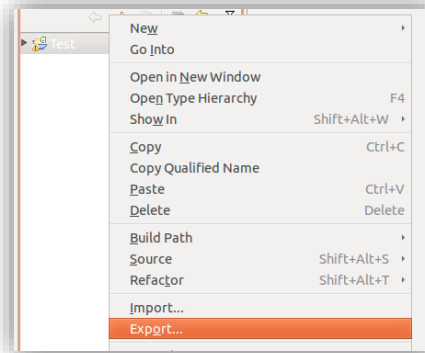 Test
New
Go Into
Open in New Window
Open Type Hierarchy F4
Show In Shift+Alt+W
Copy Ctrl+C
Copy Qualified Name
Paste Ctrl+V
Delete Delete
Build Path
Source Shift+Alt+S
Refactor Shift+Alt+T
Import...
Export...